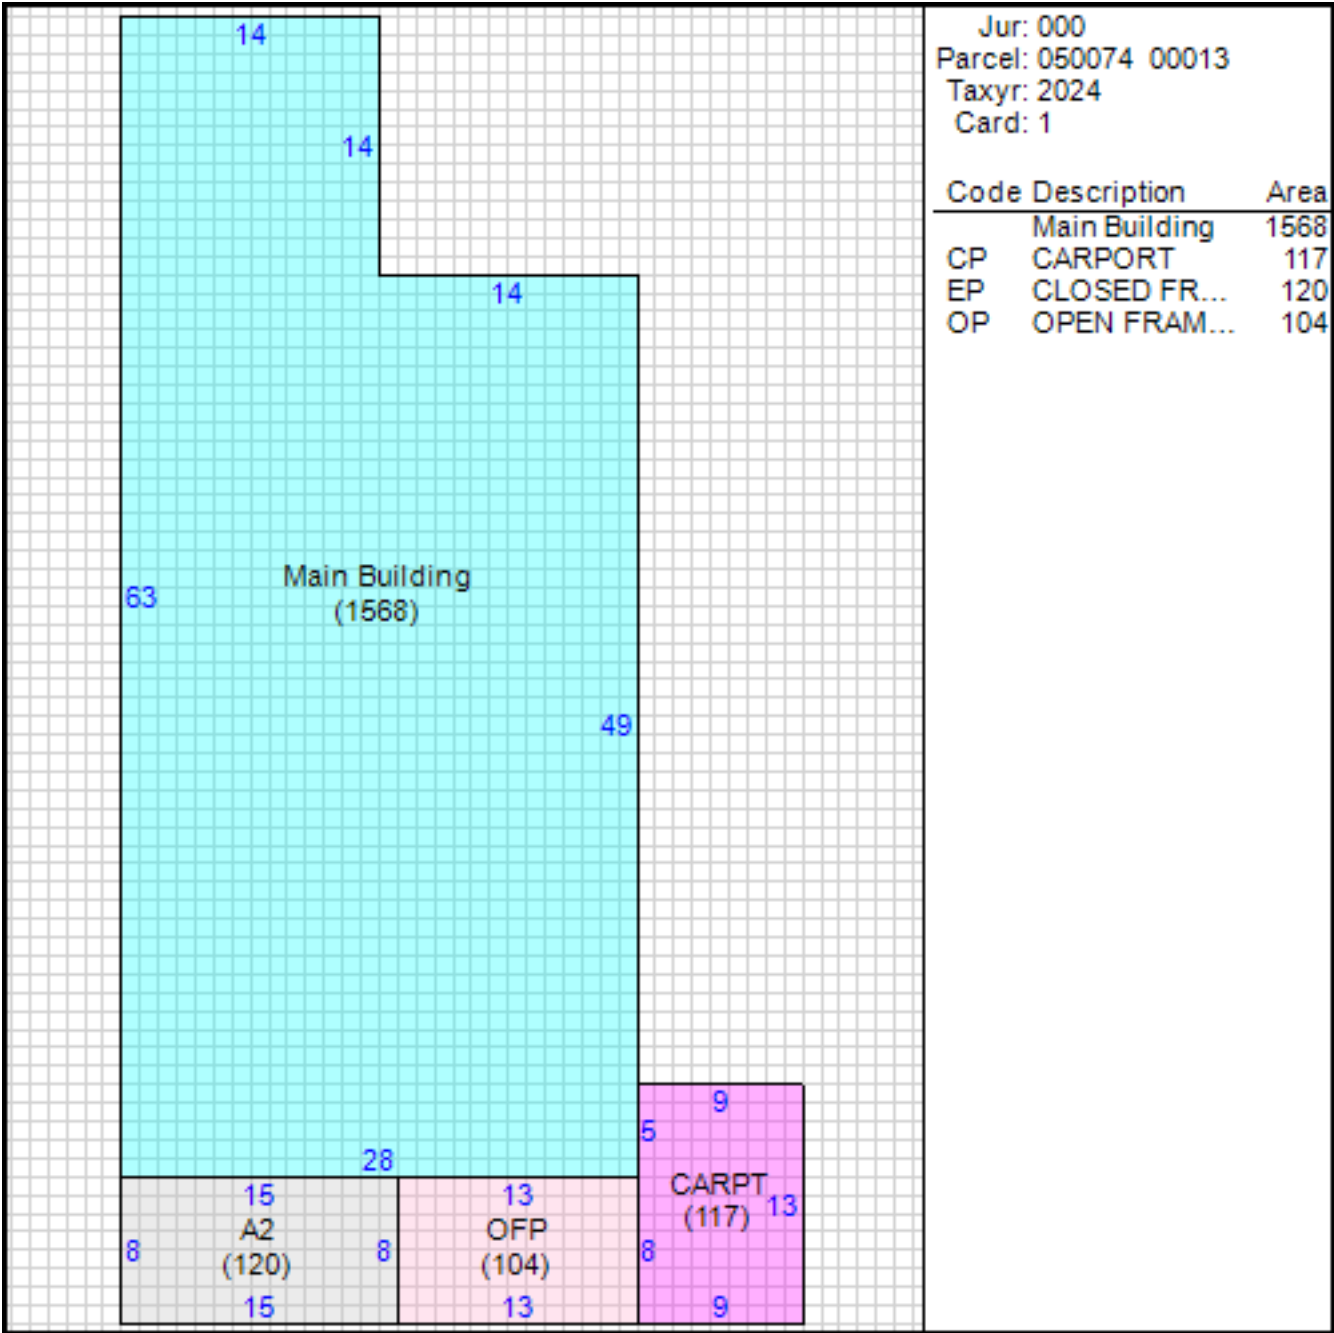 14
14
14
Main Building
(1568)
63
49
28
9
5
CARPT
(117)
13
8
9
15
A2
(120)
8
8
15
13
OFP
(104)
13
Jur: 000
Parcel: 050074 00013
Taxyr: 2024
Card: 1
Code Description Area
Main Building 1568
CP CARPORT 117
EP CLOSED FR... 120
OP OPEN FRAM... 104